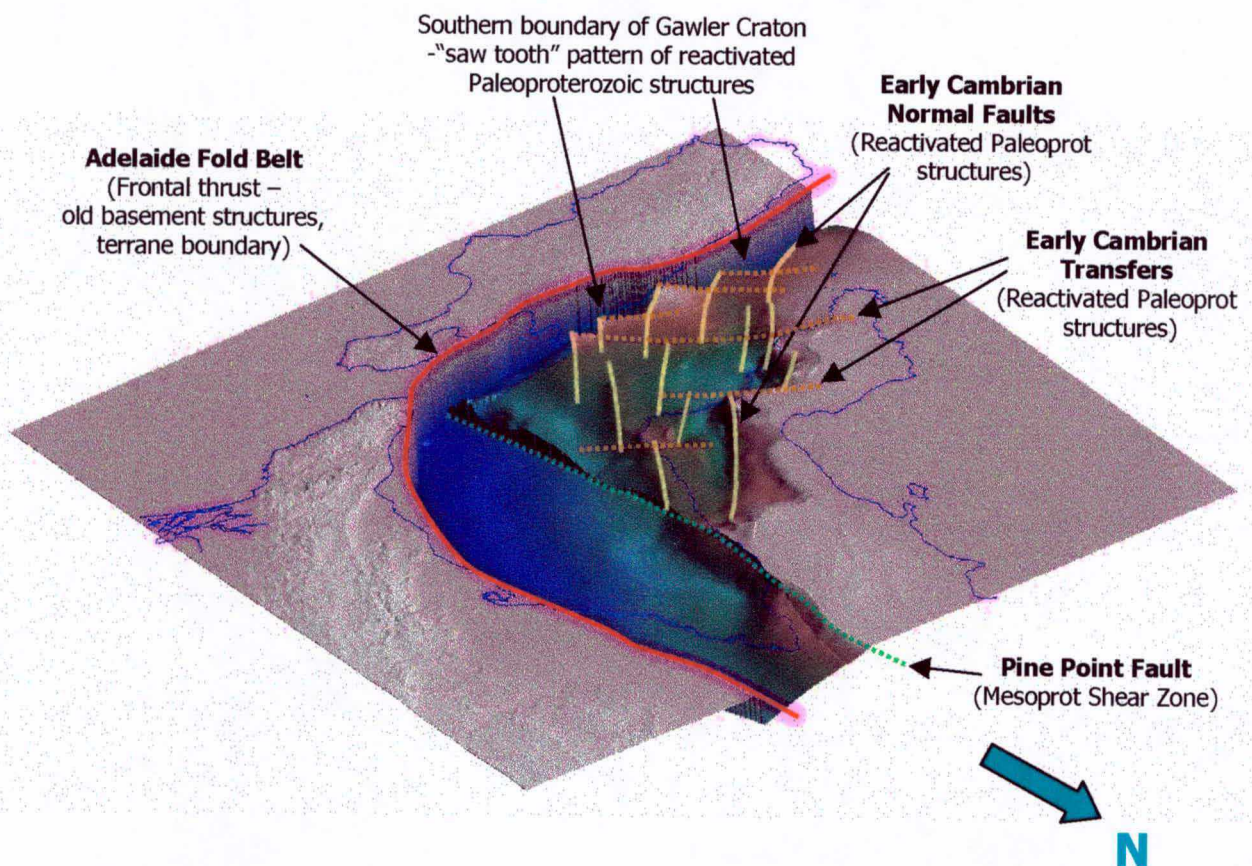 Southern boundary of Gawler Craton
-“saw tooth” pattern of reactivated
Paleoproterozoic structures
Early Cambrian
Normal Faults
(Reactivated Paleoprot
structures)
Adelaide Fold Belt
(Frontal thrust –
old basement structures,
terrane boundary)
Early Cambrian
Transfers
(Reactivated Paleoprot
structures)
Pine Point Fault
(Mesoprot Shear Zone)
N